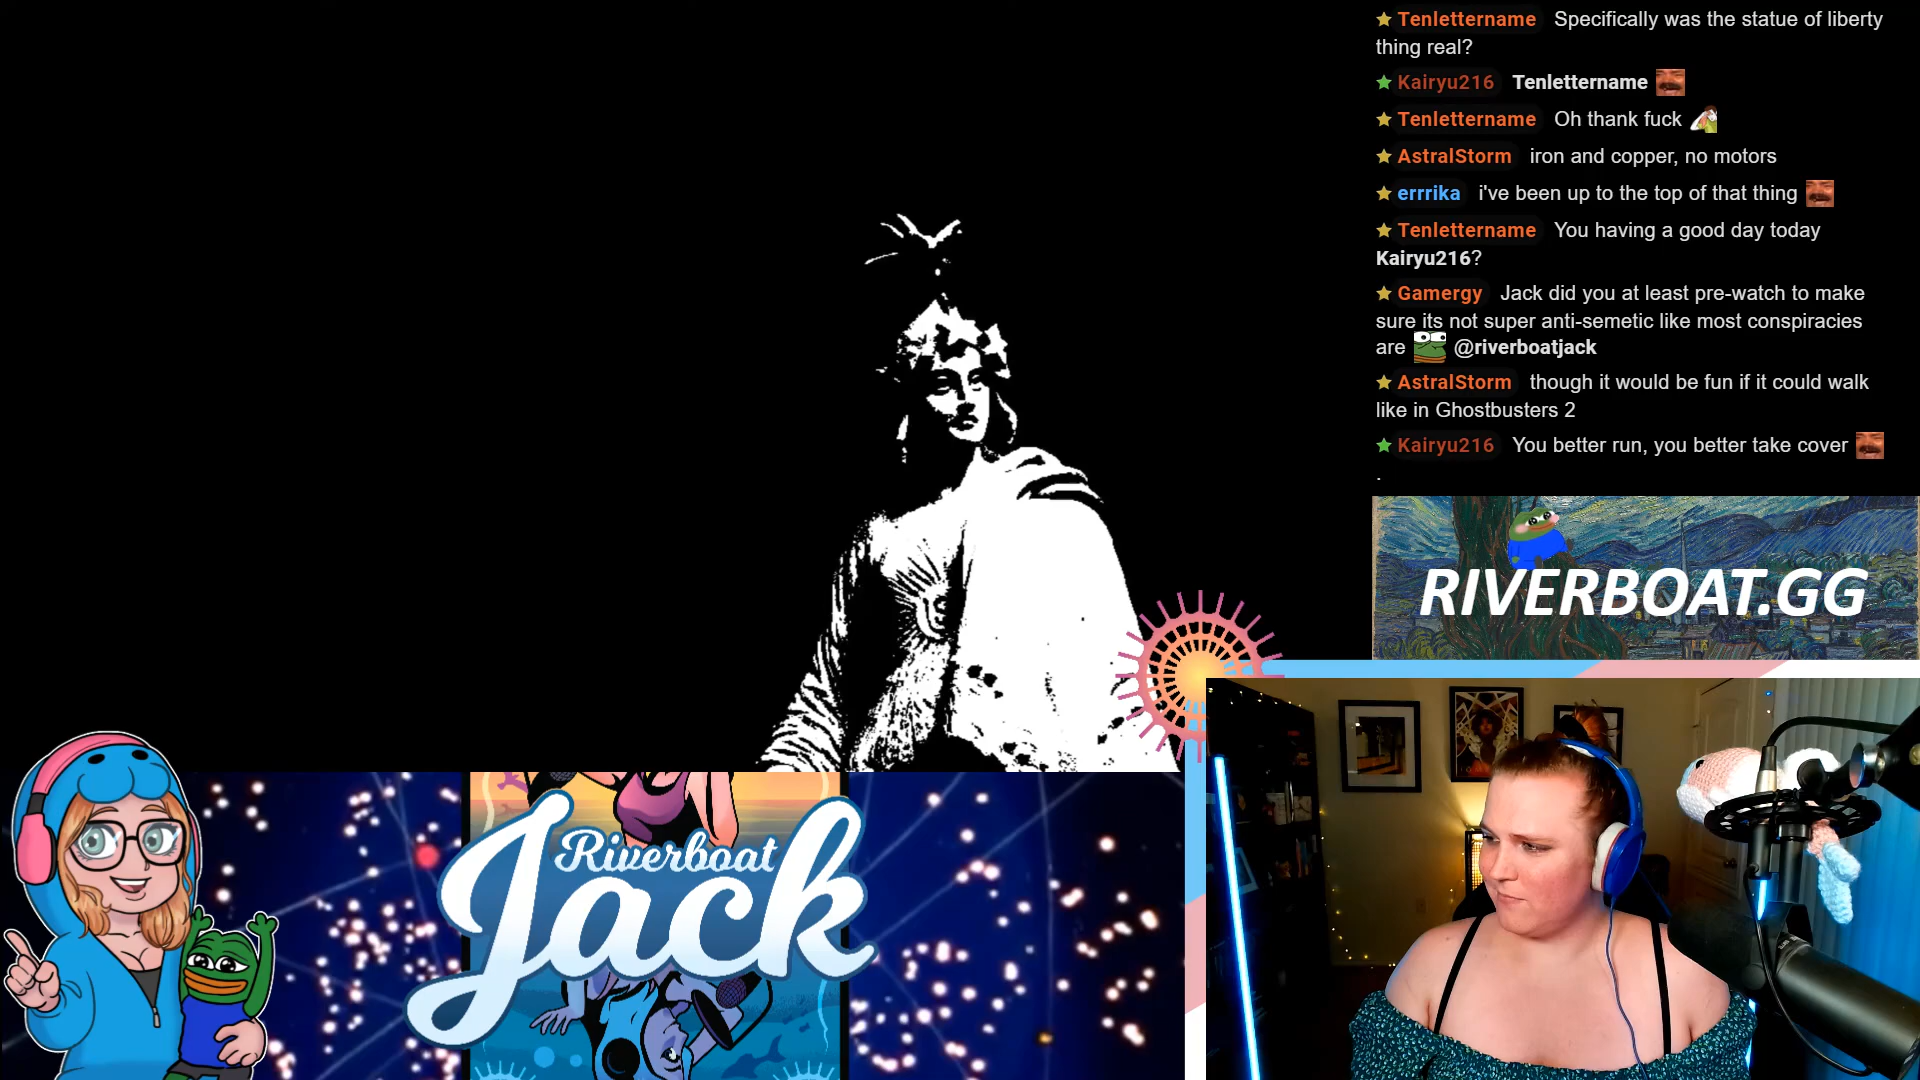 Tenlettername Specifically was the statue of liberty
thing real?
Kairyu216 Tenlettername
Tenlettername Oh thank fuck
AstralStorm iron and copper, no motors
errrika i've been up to the top of that thing
Tenlettername You having a good day today
Kairyu216?
Gamergy Jack did you at least pre-watch to make
sure its not super anti-semetic like most conspiracies
are @riverboatjack
AstralStorm though it would be fun if it could walk
like in Ghostbusters 2
Kairyu216 You better run, you better take cover
.
RIVERBOAT.GG
Riverboat
Jack